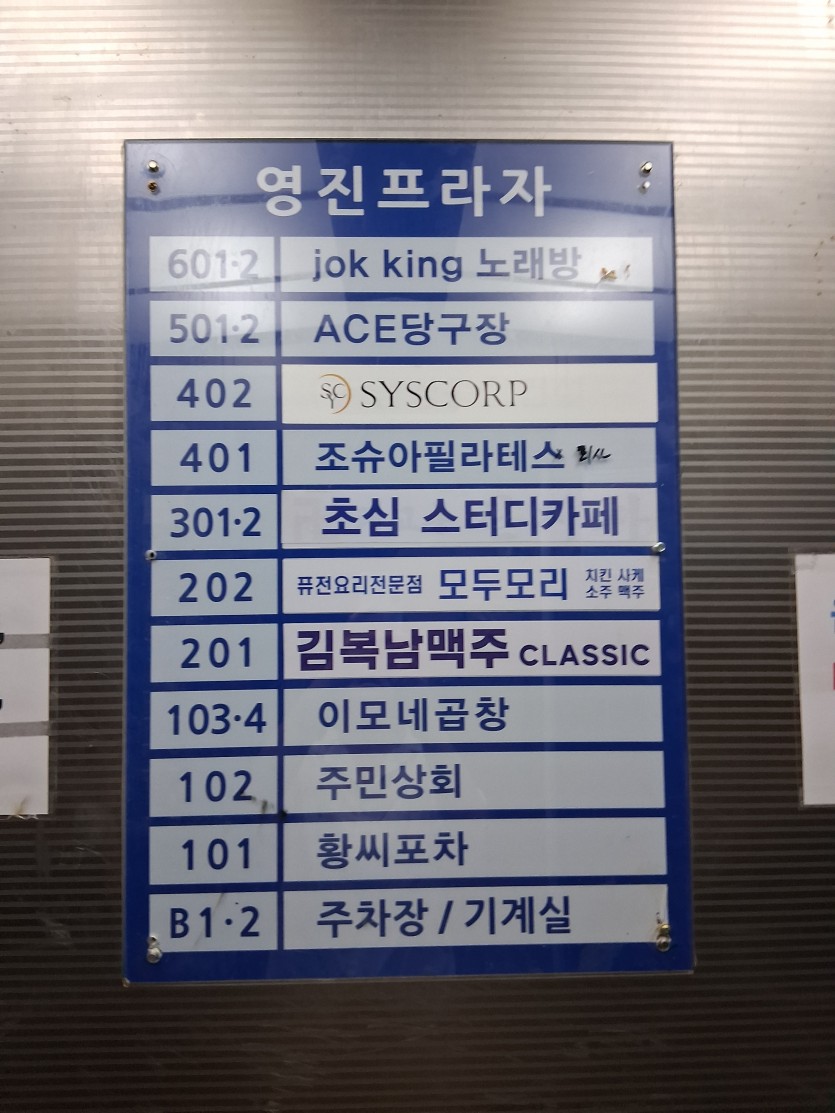 영진프라자
601·2 jok king 노래방
501·2 ACE당구장
402 SYC SYSCORP
401 조슈아필라테스
301·2 초심 스터디카페
202 퓨전요리전문점 모두모리 치킨 사케
소주 맥주
201 김복남맥주 CLASSIC
103·4 이모네곱창
102 주민상회
101 황씨포차
B1·2 주차장 / 기계실